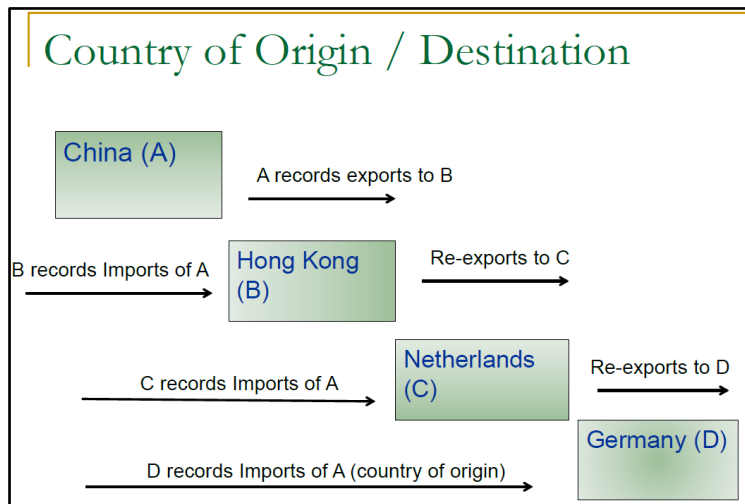 Country of Origin / Destination
China (A)
A records exports to B
B records Imports of A
Hong Kong
(B)
Re-exports to C
C records Imports of A
Netherlands
(C)
Re-exports to D
Germany (D)
D records Imports of A (country of origin)